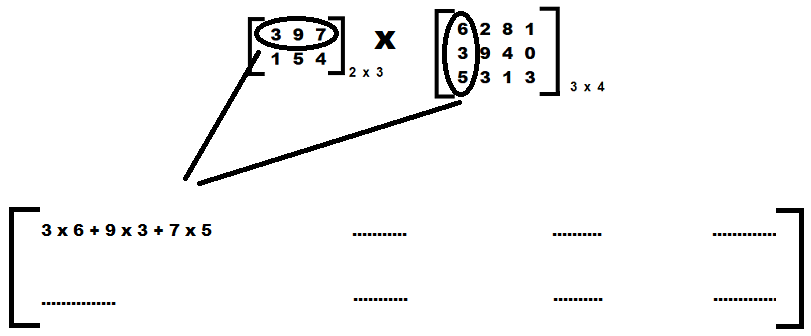 3 9 7
1 5 4
2 x 3
x
6 2 8 1
3 9 4 0
5 3 1 3
3 x 4
3 x 6 + 9 x 3 + 7 x 5 ........... .......... .............
............... ........... .......... .............